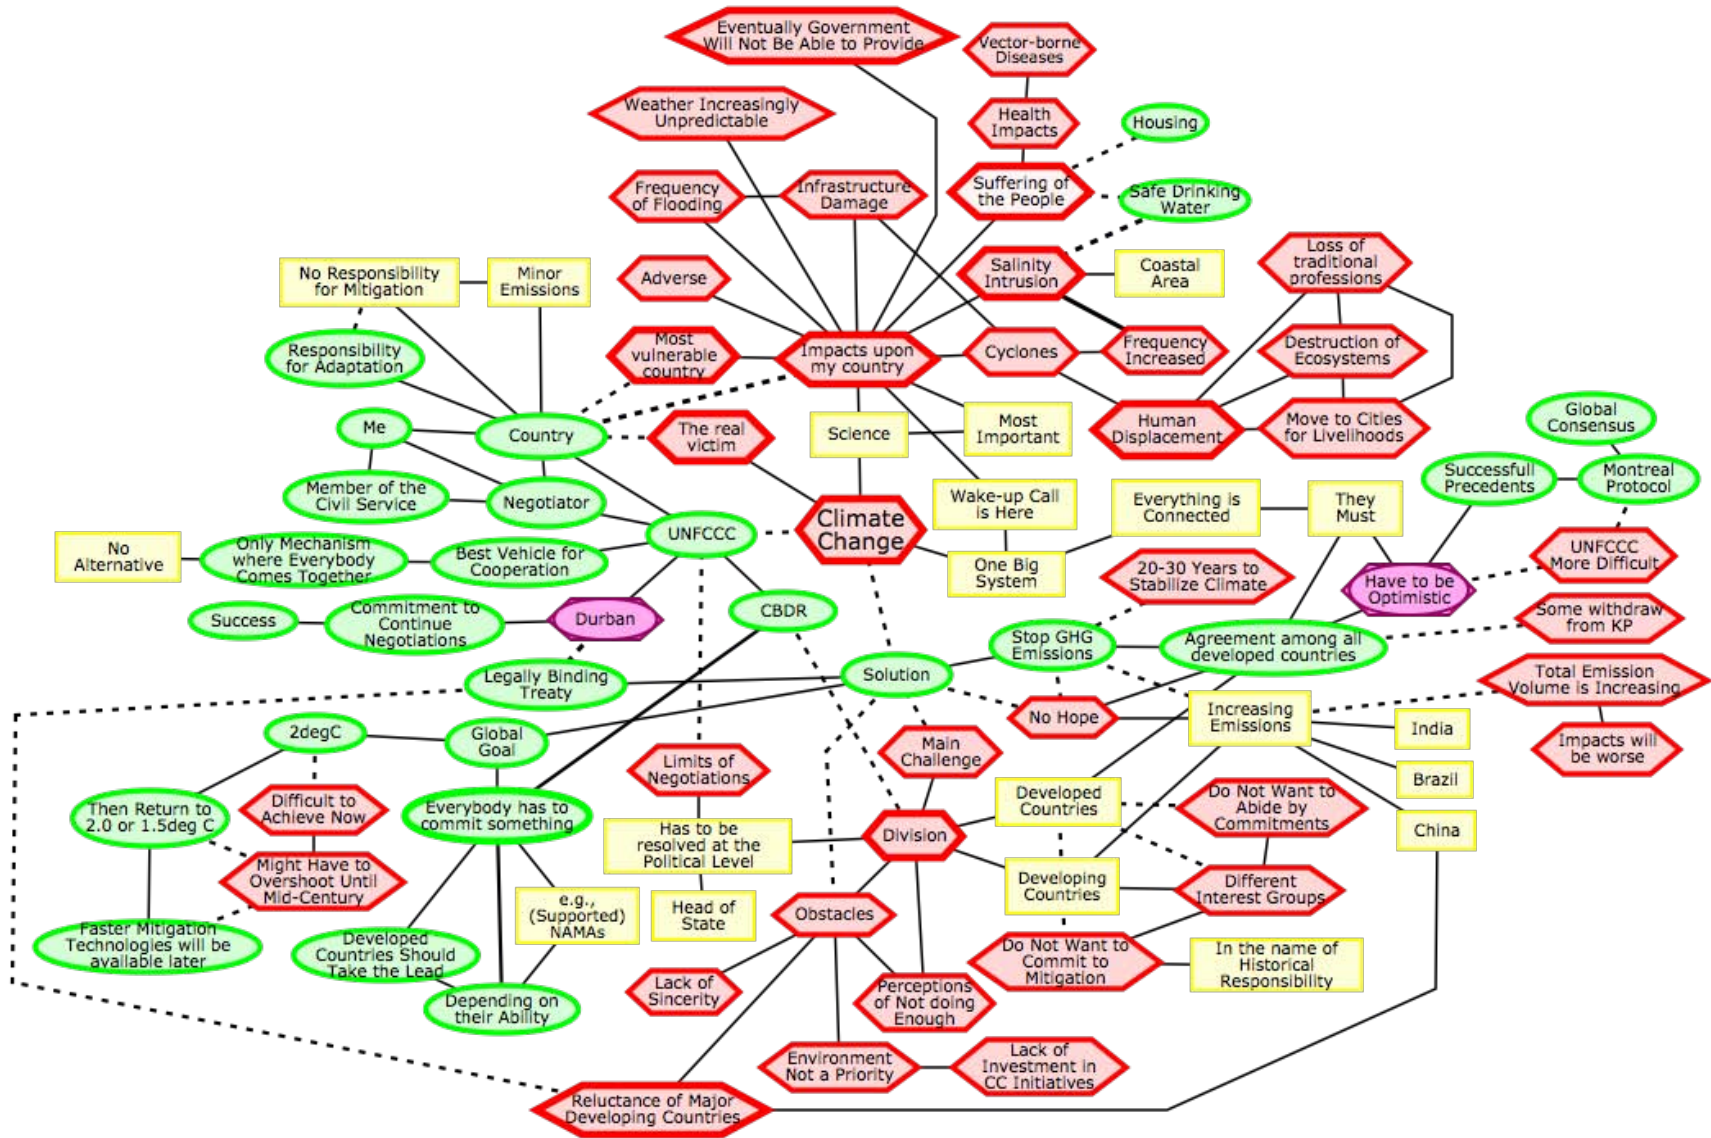 Eventually Government
Will Not Be Able to Provide
Vector-borne
Diseases
Weather Increasingly
Unpredictable
Health
Impacts
Housing
Frequency
of Flooding
Infrastructure
Damage
Suffering of
the People
Safe Drinking
Water
No Responsibility
for Mitigation
Minor
Emissions
Adverse
Salinity
Intrusion
Coastal
Area
Loss of
traditional
professions
Responsibility
for Adaptation
Most
vulnerable
country
Impacts upon
my country
Cyclones
Frequency
Increased
Destruction of
Ecosystems
Me
Country
The real
victim
Science
Most
Important
Human
Displacement
Move to Cities
for Livelihoods
Global
Consensus
Member of the
Civil Service
Negotiator
Wake-up Call
is Here
Everything is
Connected
They
Must
Successfull
Precedents
Montreal
Protocol
No
Alternative
Only Mechanism
where Everybody
Comes Together
Best Vehicle for
Cooperation
UNFCCC
Climate
Change
One Big
System
20-30 Years to
Stabilize Climate
Have to be
Optimistic
UNFCCC
More Difficult
Success
Commitment to
Continue
Negotiations
Durban
CBDR
Stop GHG
Emissions
Agreement among all
developed countries
Some withdraw
from KP
Legally Binding
Treaty
Solution
Total Emission
Volume is Increasing
2degC
Global
Goal
No Hope
Increasing
Emissions
India
Impacts will
be worse
Limits of
Negotiations
Main
Challenge
Brazil
Then Return to
2.0 or 1.5deg C
Difficult to
Achieve Now
Everybody has to
commit something
Developed
Countries
Do Not Want to
Abide by
Commitments
China
Has to be
resolved at the
Political Level
Division
Might Have to
Overshoot Until
Mid-Century
Developing
Countries
Different
Interest Groups
e.g.,
(Supported)
NAMAs
Head of
State
Obstacles
Faster Mitigation
Technologies will be
available later
Developed
Countries Should
Take the Lead
Do Not Want to
Commit to
Mitigation
In the name of
Historical
Responsibility
Lack of
Sincerity
Perceptions
of Not doing
Enough
Depending on
their Ability
Environment
Not a Priority
Lack of
Investment in
CC Initiatives
Reluctance of Major
Developing Countries